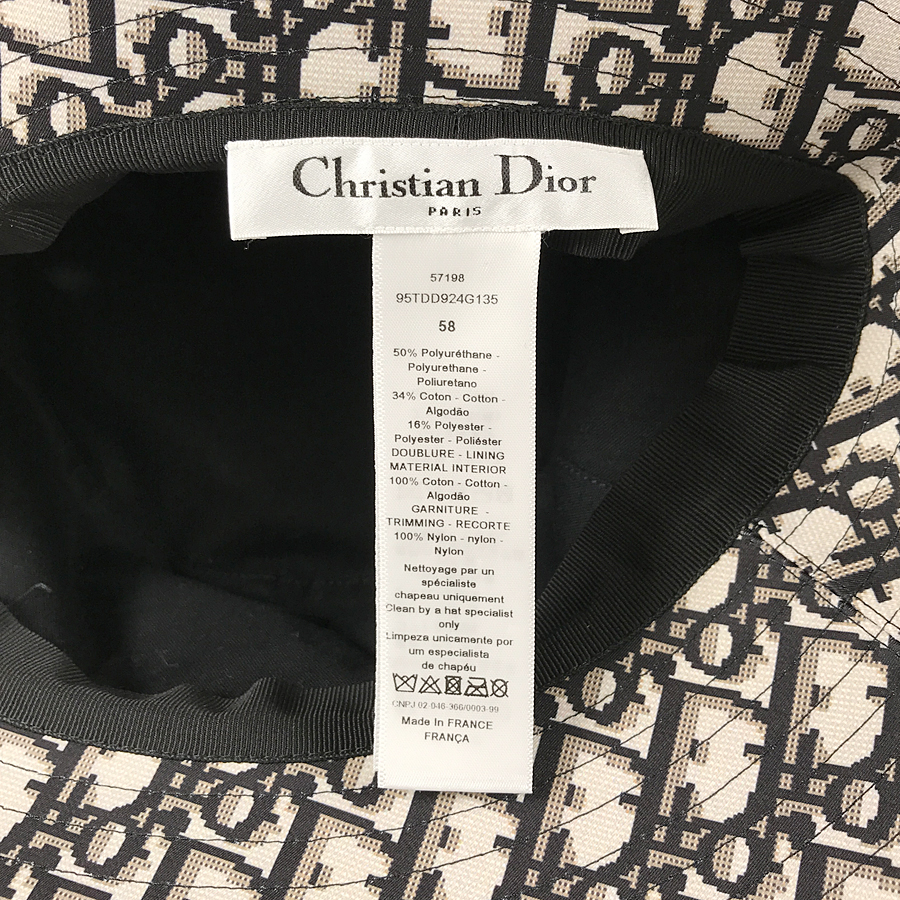 Christian Dior
PARIS
57198
95TDD924G135
58
50% Polyuréthane -
Polyurethane -
Poliuretano
34% Coton - Cotton -
Algodão
16% Polyester -
Polyester - Poliéster
DOUBLURE - LINING
MATERIAL INTERIOR
100% Coton - Cotton -
Algodão
GARNITURE -
TRIMMING - RECORTE
100% Nylon - nylon -
Nylon
Nettoyage par un
spécialiste
chapeau uniquement
Clean by a hat specialist
only
Limpeza unicamente por
um especialista
de chapéu
CNPJ 02-946-366/0003-99
Made In FRANCE
FRANÇA